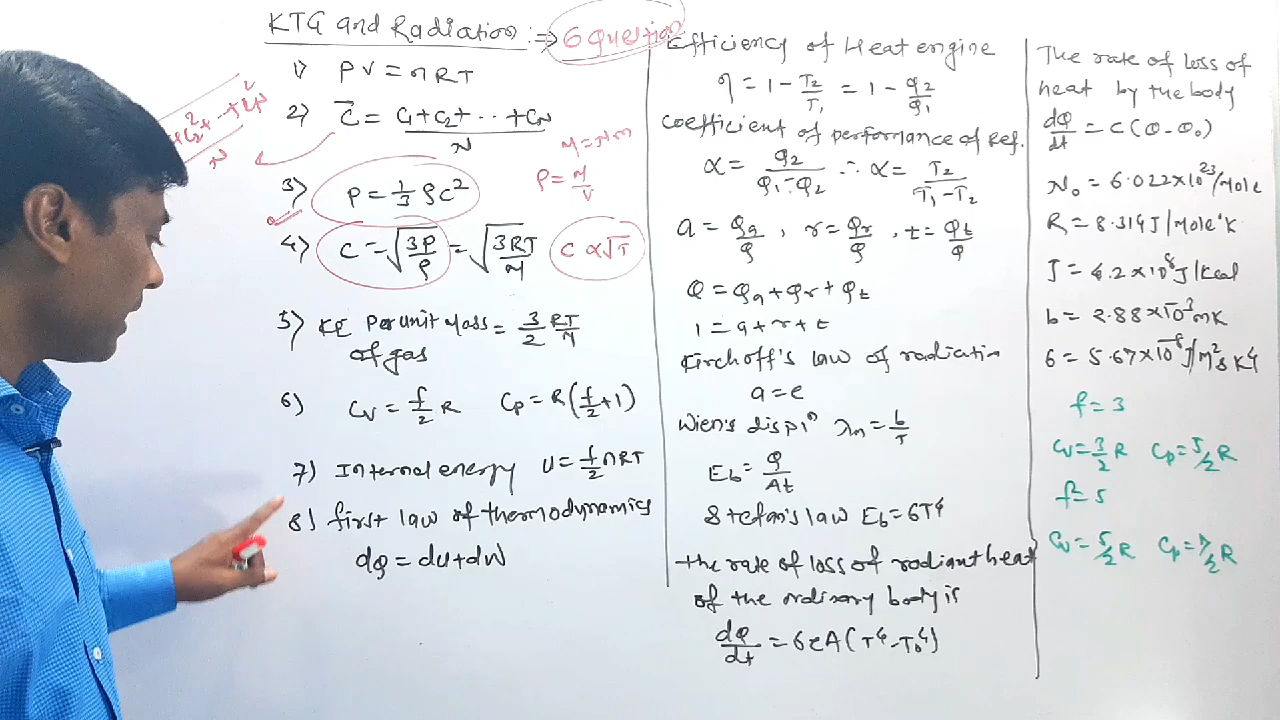 KTG and Radiation :⇒ 6 Question
1) PV = nRT
2) C̅ = C₁+C₂+ ·· +C_N / N
+C₂²+ ··+C_N² / N
M = Nm
ρ = M/V
3) P = 1/3 ρC²
4) C = √(3P/ρ) = √(3RT/M) C ∝ √T
5) KE Per unit Mass = 3/2 RT/M
of gas
6) Cv = f/2 R Cp = R(f/2+1)
7) Internal energy U = f/2 nRT
8) first law of thermodynamics
dQ = dU+dW
Efficiency of Heat engine
η = 1 - T₂/T₁ = 1 - Q₂/Q₁
coefficient of performance of Ref.
α = Q₂/(Q₁-Q₂) ∴ α = T₂/(T₁-T₂)
a = Qa/Q , r = Qr/Q , t = Qt/Q
Q = Qa+Qr+Qt
1 = a+r+t
Kirchoff's law of radiation
a = e
Wien's displⁿ λm = b/T
Eb = Q/At
Stefan's law Eb = σT⁴
the rate of loss of radiant heat
of the ordinary body is
dQ/dt = σeA(T⁴-T₀⁴)
The rate of loss of
heat by the body
dQ/dt = C(θ-θ₀)
N₀ = 6.022×10²³/Mole
R = 8.314 J/Mole°K
J = 4.2×10³ J/Kcal
b = 2.88×10⁻³ mK
σ = 5.67×10⁻⁸ J/m²s K⁴
f = 3
Cv = 3/2 R Cp = 5/2 R
f = 5
Cv = 5/2 R Cp = 7/2 R